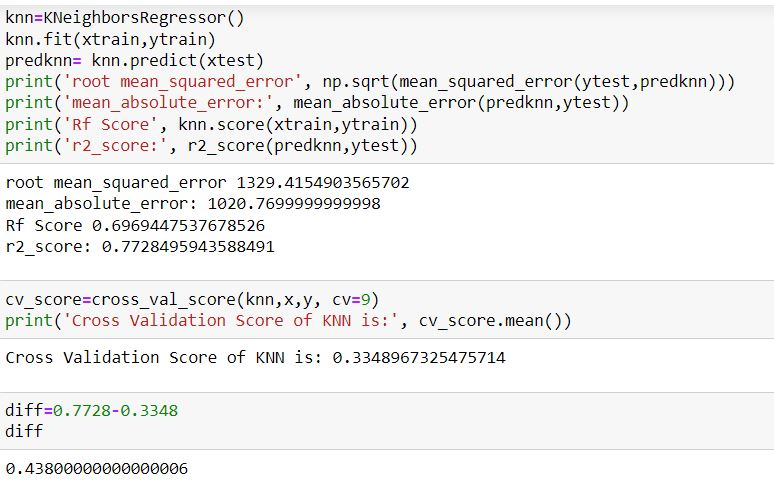 knn=KNeighborsRegressor()
knn.fit(xtrain,ytrain)
predknn= knn.predict(xtest)
print('root mean_squared_error', np.sqrt(mean_squared_error(ytest,predknn)))
print('mean_absolute_error:', mean_absolute_error(predknn,ytest))
print('Rf Score', knn.score(xtrain,ytrain))
print('r2_score:', r2_score(predknn,ytest))
root mean_squared_error 1329.4154903565702
mean_absolute_error: 1020.7699999999998
Rf Score 0.6969447537678526
r2_score: 0.7728495943588491
cv_score=cross_val_score(knn,x,y, cv=9)
print('Cross Validation Score of KNN is:', cv_score.mean())
Cross Validation Score of KNN is: 0.3348967325475714
diff=0.7728-0.3348
diff
0.43800000000000006